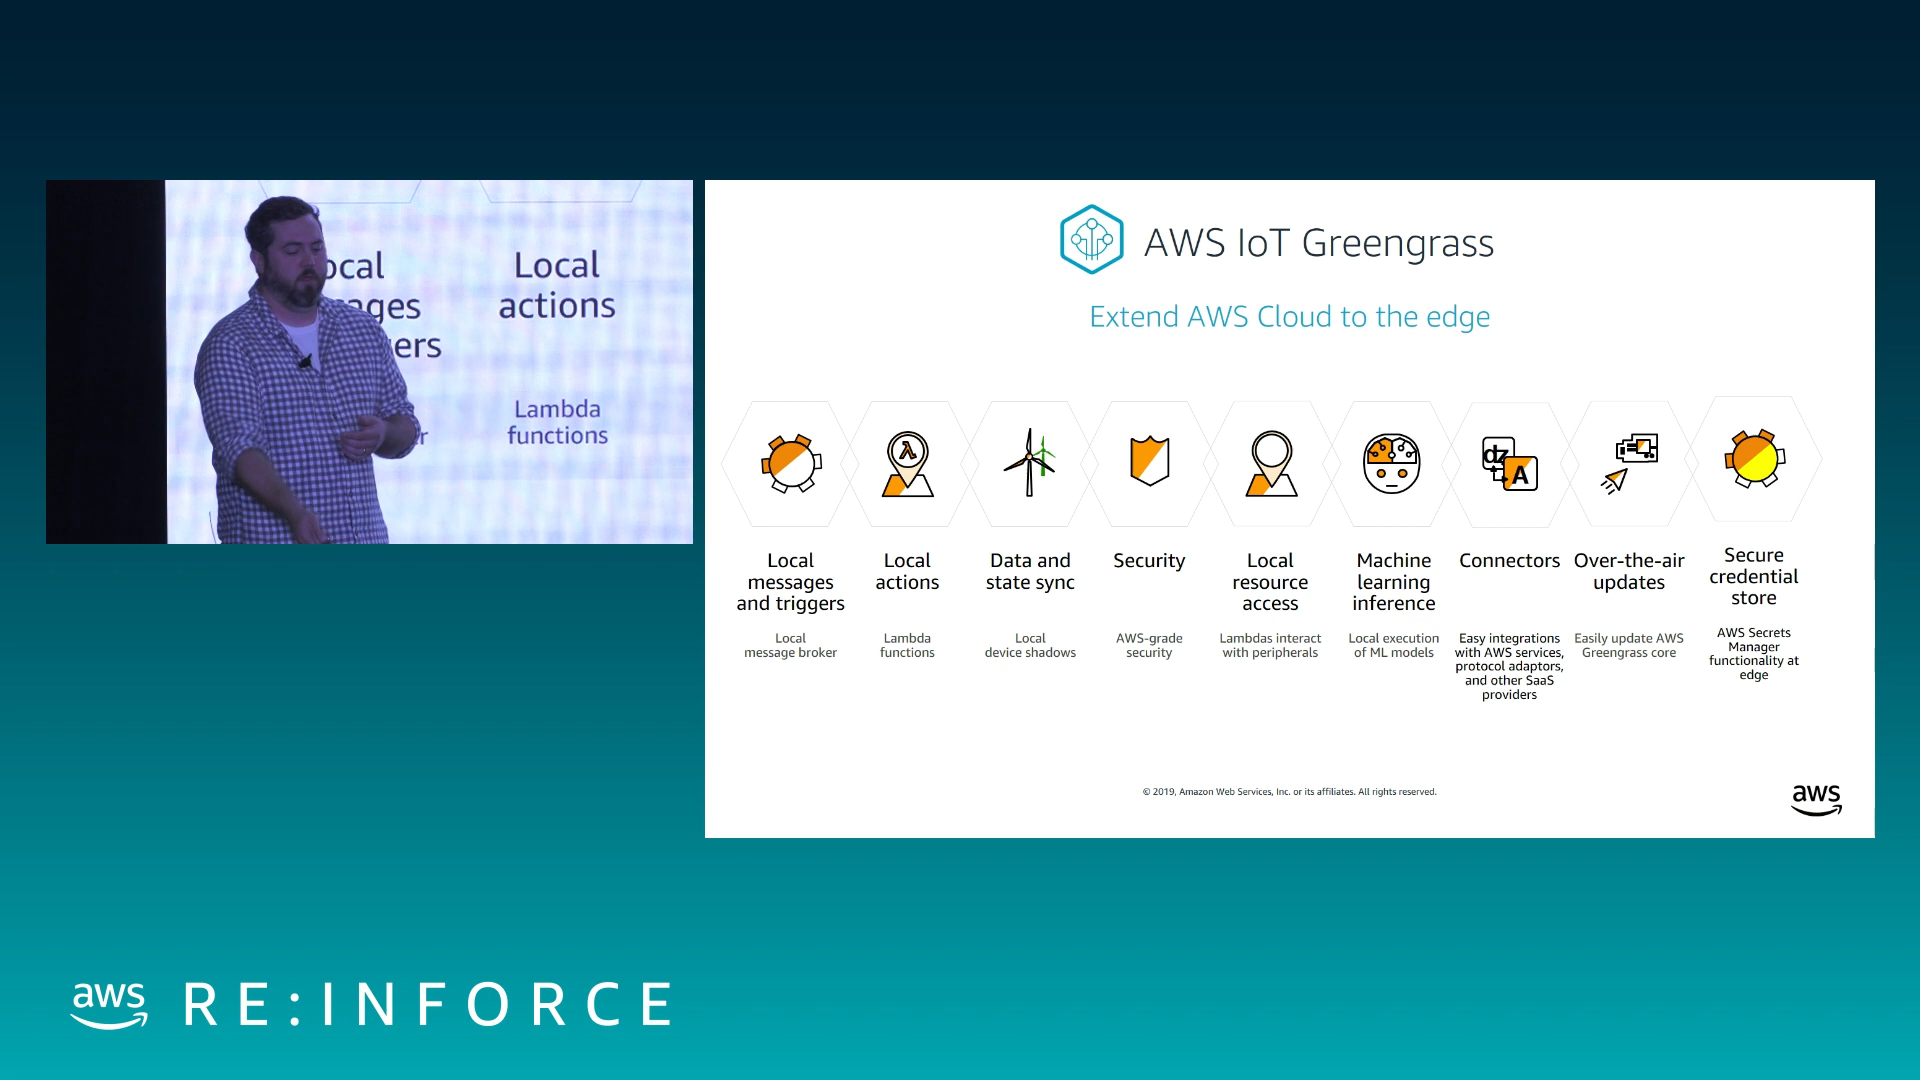 ocal
ages
ers
r
Local
actions
Lambda
functions
AWS IoT Greengrass
Extend AWS Cloud to the edge
λ
dz
A
Local
messages
and triggers
Local
message broker
Local
actions
Lambda
functions
Data and
state sync
Local
device shadows
Security
AWS-grade
security
Local
resource
access
Lambdas interact
with peripherals
Machine
learning
inference
Local execution
of ML models
Connectors
Easy integrations
with AWS services,
protocol adaptors,
and other SaaS
providers
Over-the-air
updates
Easily update AWS
Greengrass core
Secure
credential
store
AWS Secrets
Manager
functionality at
edge
© 2019, Amazon Web Services, Inc. or its affiliates. All rights reserved.
aws
aws RE:INFORCE